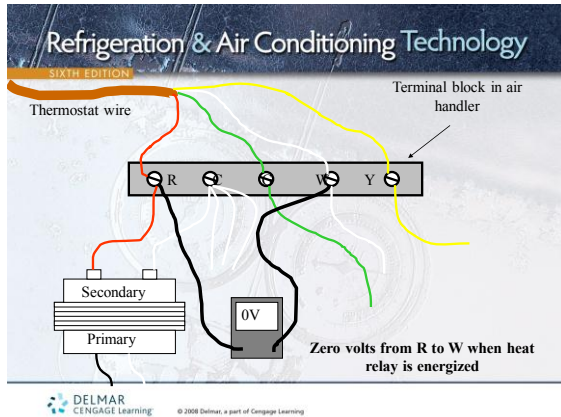 Refrigeration & Air Conditioning Technology
SIXTH EDITION
Thermostat wire
Terminal block in air
handler
R C W Y
Secondary
Primary
0V
Zero volts from R to W when heat
relay is energized
DELMAR
CENGAGE Learning
© 2008 Delmar, a part of Cengage Learning